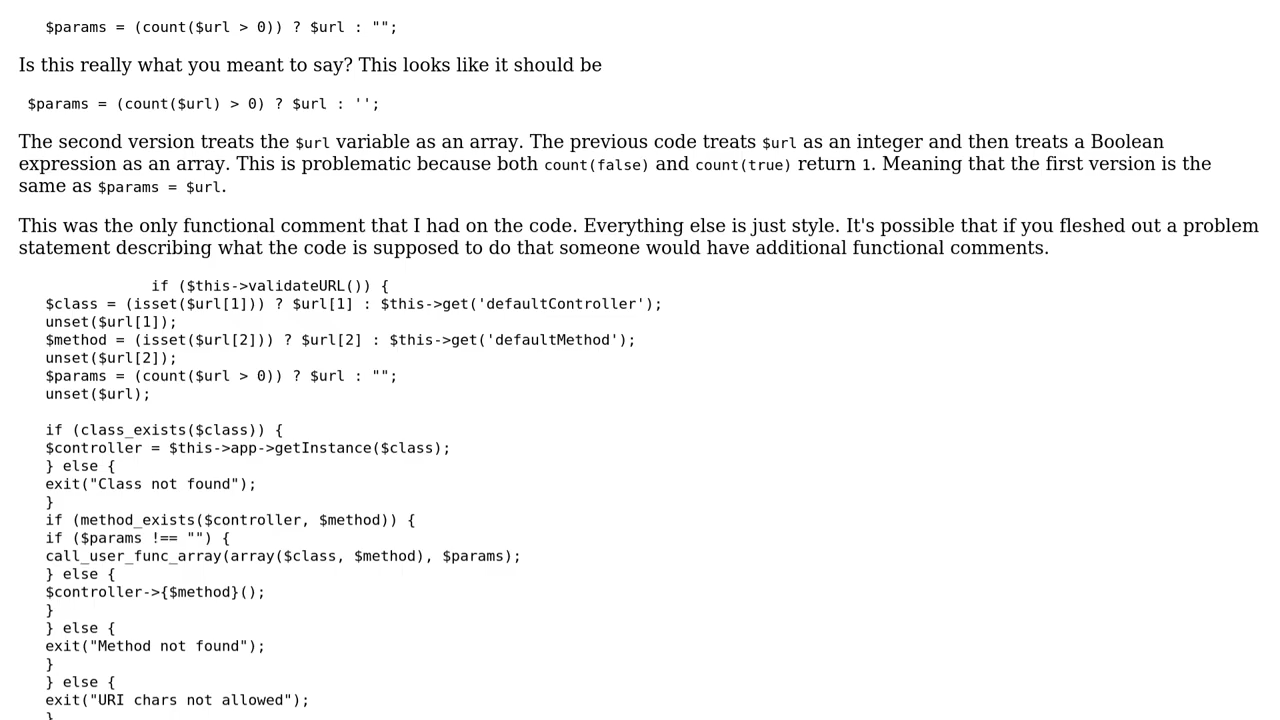 $params = (count($url > 0)) ? $url : "";
Is this really what you meant to say? This looks like it should be
$params = (count($url) > 0) ? $url : '';
The second version treats the $url variable as an array. The previous code treats $url as an integer and then treats a Boolean
expression as an array. This is problematic because both count(false) and count(true) return 1. Meaning that the first version is the
same as $params = $url.
This was the only functional comment that I had on the code. Everything else is just style. It's possible that if you fleshed out a problem
statement describing what the code is supposed to do that someone would have additional functional comments.
if ($this->validateURL()) {
$class = (isset($url[1])) ? $url[1] : $this->get('defaultController');
unset($url[1]);
$method = (isset($url[2])) ? $url[2] : $this->get('defaultMethod');
unset($url[2]);
$params = (count($url > 0)) ? $url : "";
unset($url);
if (class_exists($class)) {
$controller = $this->app->getInstance($class);
} else {
exit("Class not found");
}
if (method_exists($controller, $method)) {
if ($params !== "") {
call_user_func_array(array($class, $method), $params);
} else {
$controller->{$method}();
}
} else {
exit("Method not found");
}
} else {
exit("URI chars not allowed");
}